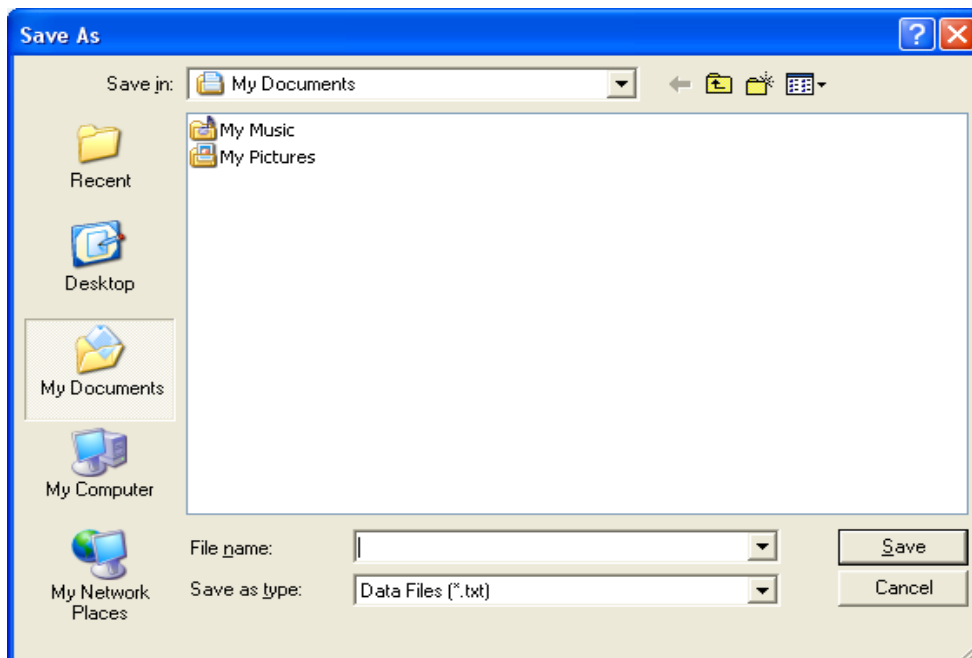 Save As
Save in: My Documents
My Music
My Pictures
Recent
Desktop
My Documents
My Computer
My Network
Places
File name:
Save as type: Data Files (*.txt)
Save
Cancel